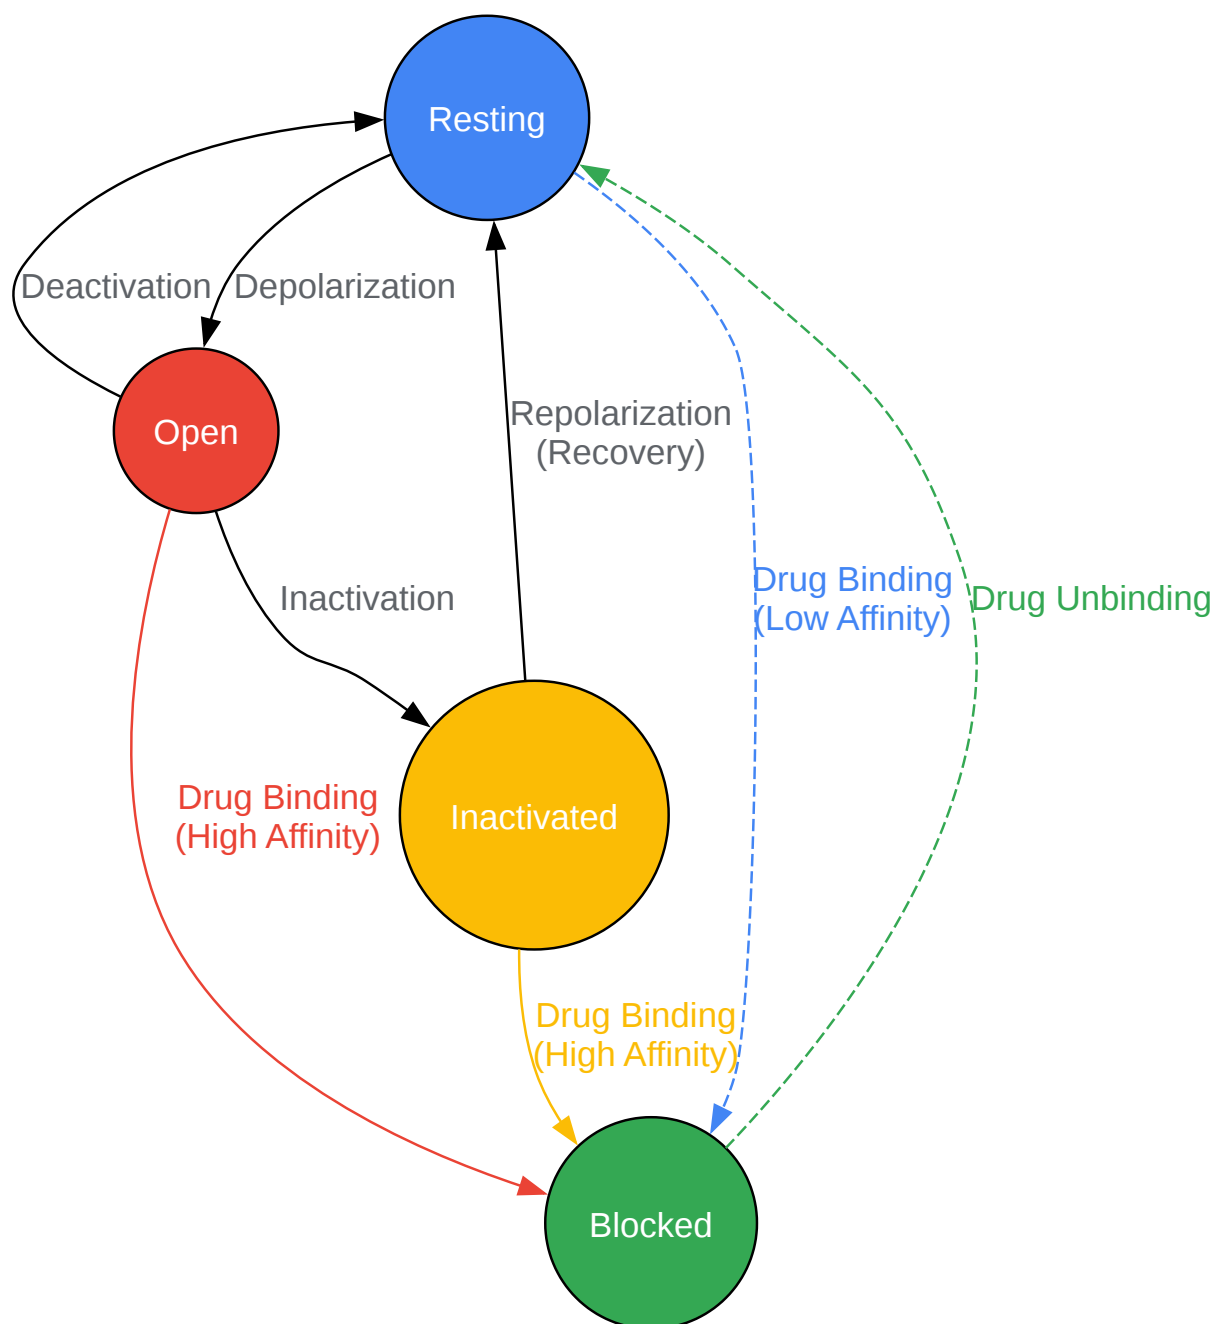 Resting
Deactivation
Depolarization
Open
Repolarization
(Recovery)
Inactivation
Drug Binding
(Low Affinity)
Drug Unbinding
Drug Binding
(High Affinity)
Inactivated
Drug Binding
(High Affinity)
Blocked